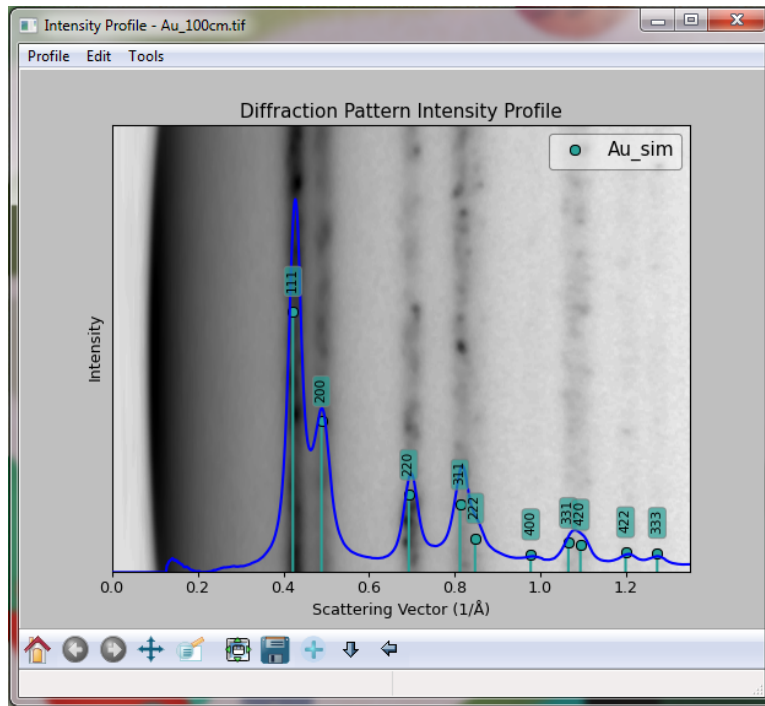 Intensity Profile - Au_100cm.tif
Profile Edit Tools
Diffraction Pattern Intensity Profile
Au_sim
111
200
220
311
222
400
331
420
422
333
Intensity
0.0 0.2 0.4 0.6 0.8 1.0 1.2
Scattering Vector (1/Å)